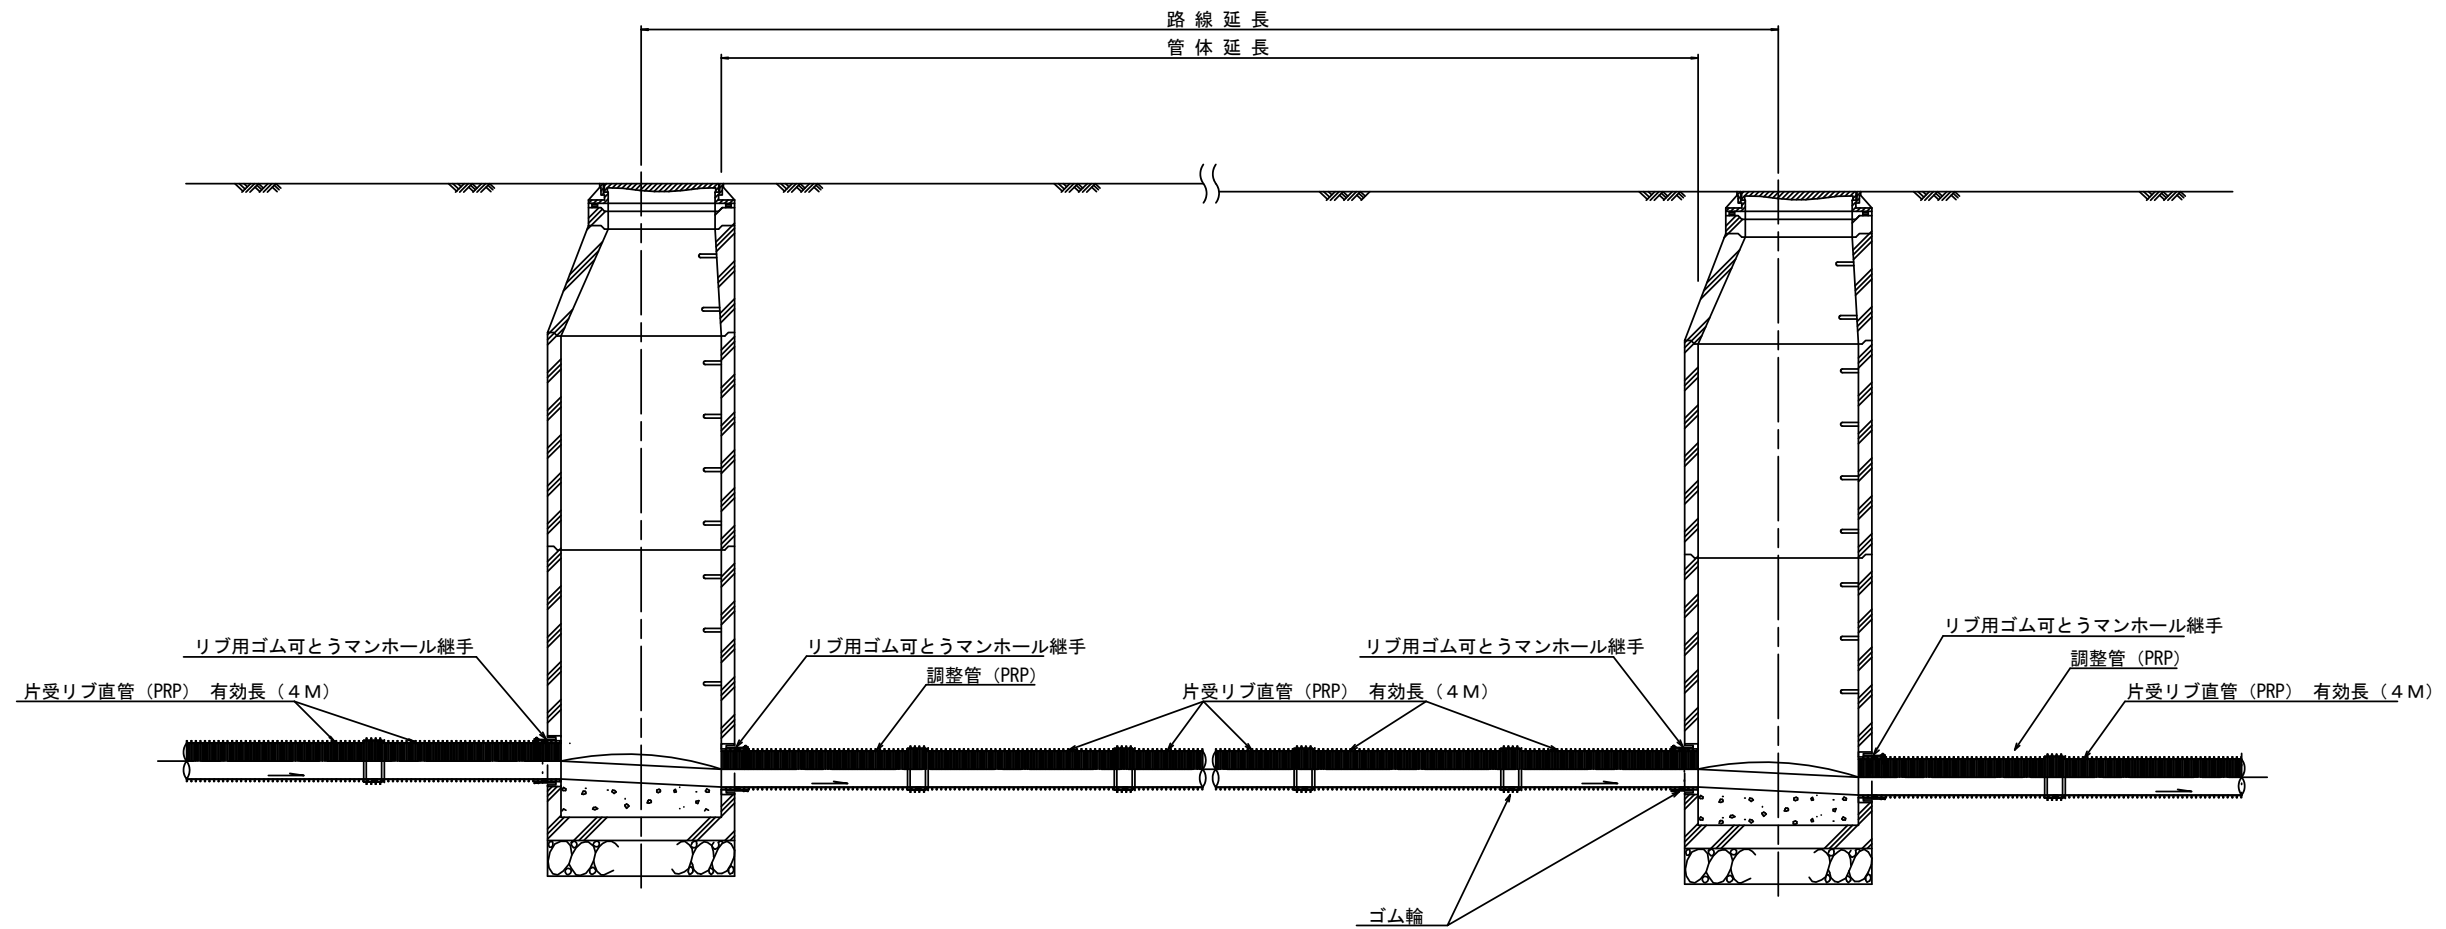 路線延長
管体延長
リブ用ゴム可とうマンホール継手
片受リブ直管（PRP） 有効長（４Ｍ）
リブ用ゴム可とうマンホール継手
調整管（PRP）
片受リブ直管（PRP） 有効長（４Ｍ）
リブ用ゴム可とうマンホール継手
リブ用ゴム可とうマンホール継手
調整管（PRP）
片受リブ直管（PRP） 有効長（４Ｍ）
ゴム輪